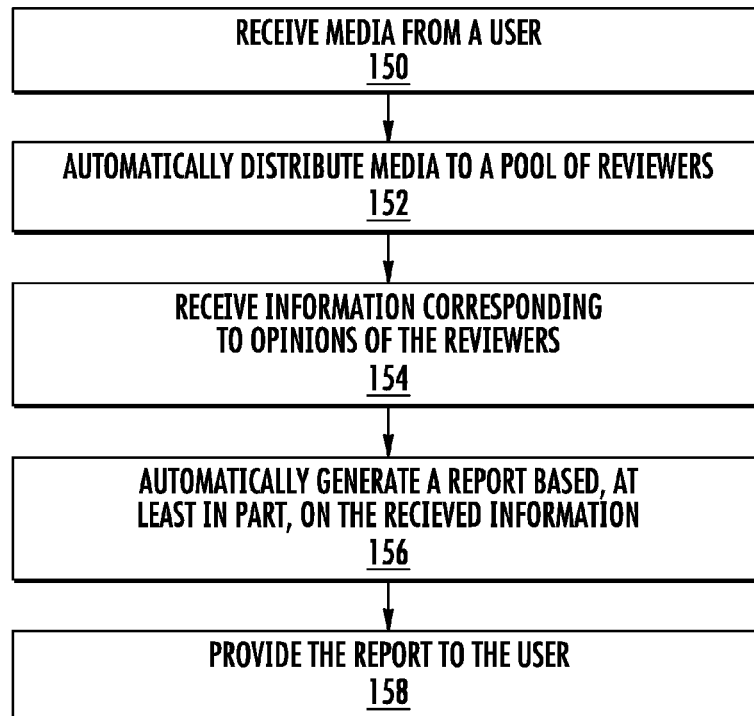 RECEIVE MEDIA FROM A USER
150
AUTOMATICALLY DISTRIBUTE MEDIA TO A POOL OF REVIEWERS
152
RECEIVE INFORMATION CORRESPONDING
TO OPINIONS OF THE REVIEWERS
154
AUTOMATICALLY GENERATE A REPORT BASED, AT
LEAST IN PART, ON THE RECIEVED INFORMATION
156
PROVIDE THE REPORT TO THE USER
158